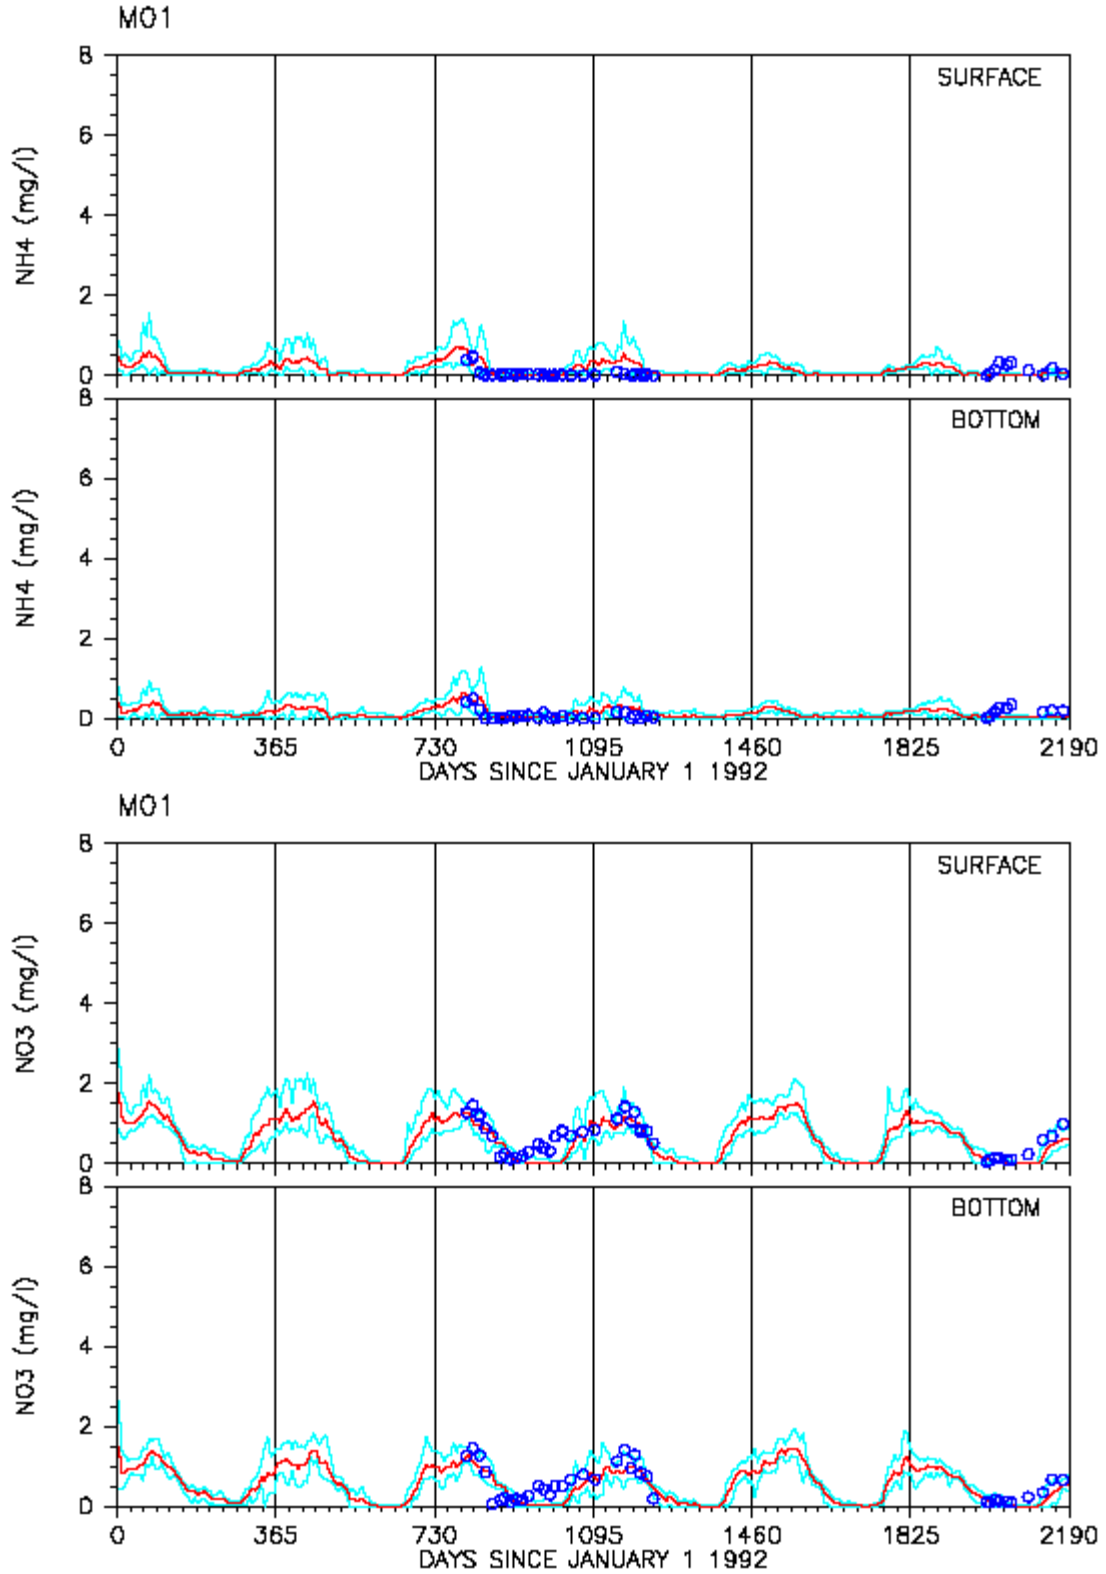 MO1
8
SURFACE
6
NH4 (mg/l)
4
2
0
8
BOTTOM
6
NH4 (mg/l)
4
2
0
0 365 730 1095 1460 1825 2190
DAYS SINCE JANUARY 1 1992
MO1
8
SURFACE
6
NO3 (mg/l)
4
2
0
8
BOTTOM
6
NO3 (mg/l)
4
2
0
0 365 730 1095 1460 1825 2190
DAYS SINCE JANUARY 1 1992